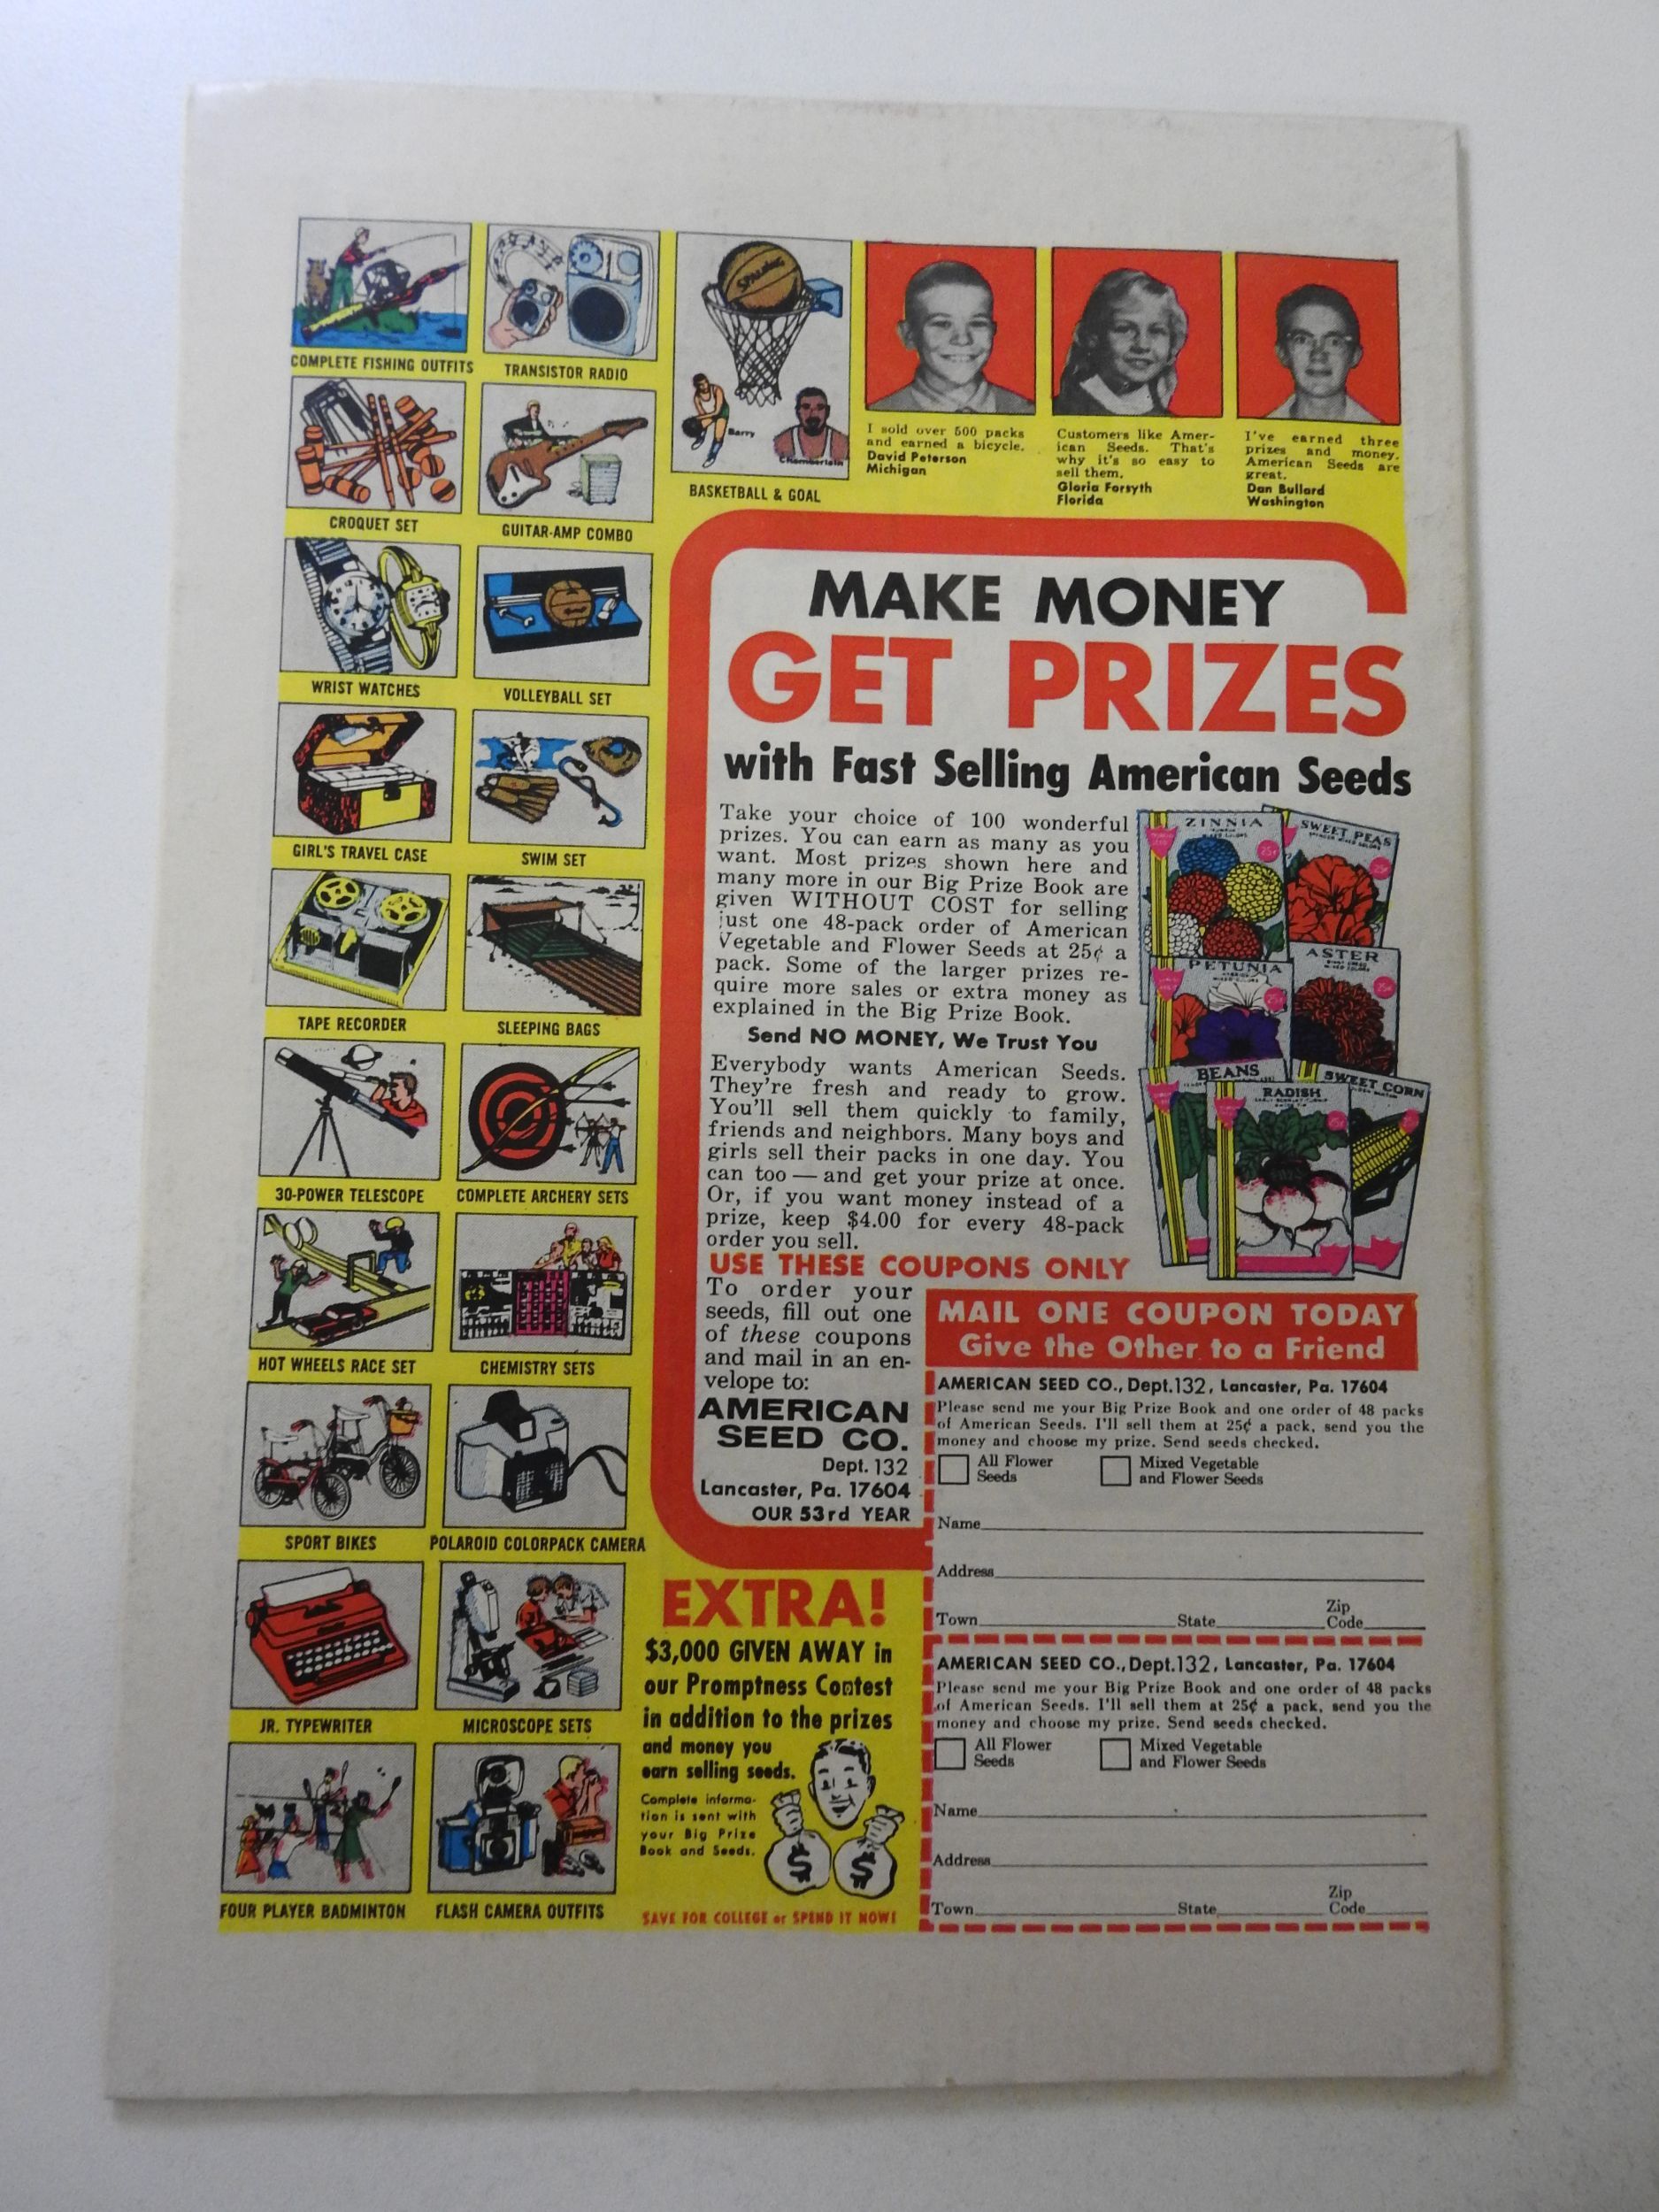 COMPLETE FISHING OUTFITS
TRANSISTOR RADIO
SPALDING
Barry
Chamberlain
BASKETBALL & GOAL
I sold over 500 packs
and earned a bicycle.
David Peterson
Michigan
Customers like Amer-
ican Seeds. That's
why it's so easy to
sell them.
Gloria Forsyth
Florida
I've earned three
prizes and money.
American Seeds are
great.
Dan Bullard
Washington
CROQUET SET
GUITAR-AMP COMBO
WRIST WATCHES
VOLLEYBALL SET
GIRL'S TRAVEL CASE
SWIM SET
TAPE RECORDER
SLEEPING BAGS
30-POWER TELESCOPE
COMPLETE ARCHERY SETS
HOT WHEELS RACE SET
CHEMISTRY SETS
SPORT BIKES
POLAROID COLORPACK CAMERA
JR. TYPEWRITER
MICROSCOPE SETS
FOUR PLAYER BADMINTON
FLASH CAMERA OUTFITS
MAKE MONEY
GET PRIZES
with Fast Selling American Seeds
Take your choice of 100 wonderful
prizes. You can earn as many as you
want. Most prizes shown here and
many more in our Big Prize Book are
given WITHOUT COST for selling
just one 48-pack order of American
Vegetable and Flower Seeds at 25¢ a
pack. Some of the larger prizes re-
quire more sales or extra money as
explained in the Big Prize Book.
Send NO MONEY, We Trust You
Everybody wants American Seeds.
They're fresh and ready to grow.
You'll sell them quickly to family,
friends and neighbors. Many boys and
girls sell their packs in one day. You
can too — and get your prize at once.
Or, if you want money instead of a
prize, keep $4.00 for every 48-pack
order you sell.
ZINNIA
25¢
SWEET PEAS
25¢
PETUNIA
25¢
ASTER
25¢
BEANS
SWEET CORN
RADISH
25¢
USE THESE COUPONS ONLY
To order your
seeds, fill out one
of these coupons
and mail in an en-
velope to:
AMERICAN
SEED CO.
Dept. 132
Lancaster, Pa. 17604
OUR 53rd YEAR
EXTRA!
$3,000 GIVEN AWAY in
our Promptness Contest
in addition to the prizes
and money you
earn selling seeds.
Complete informa-
tion is sent with
your Big Prize
Book and Seeds.
$ $
SAVE FOR COLLEGE or SPEND IT NOW!
MAIL ONE COUPON TODAY
Give the Other to a Friend
AMERICAN SEED CO., Dept.132, Lancaster, Pa. 17604
Please send me your Big Prize Book and one order of 48 packs
of American Seeds. I'll sell them at 25¢ a pack, send you the
money and choose my prize. Send seeds checked.
All Flower
Seeds
Mixed Vegetable
and Flower Seeds
Name
Address
Town State Zip Code
AMERICAN SEED CO., Dept.132, Lancaster, Pa. 17604
Please send me your Big Prize Book and one order of 48 packs
of American Seeds. I'll sell them at 25¢ a pack, send you the
money and choose my prize. Send seeds checked.
All Flower
Seeds
Mixed Vegetable
and Flower Seeds
Name
Address
Town State Zip Code